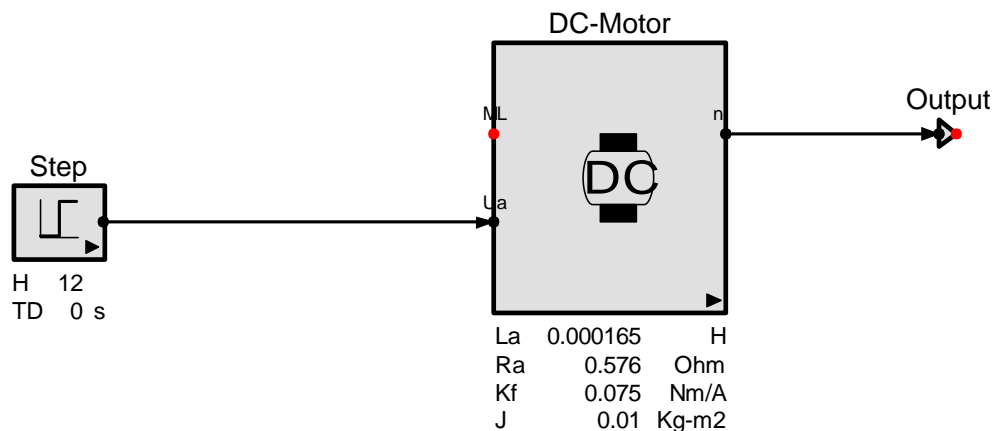 DC-Motor
Output
ML
n
Step
DC
Ua
H 12
TD 0 s
La 0.000165 H
Ra 0.576 Ohm
Kf 0.075 Nm/A
J 0.01 Kg-m2